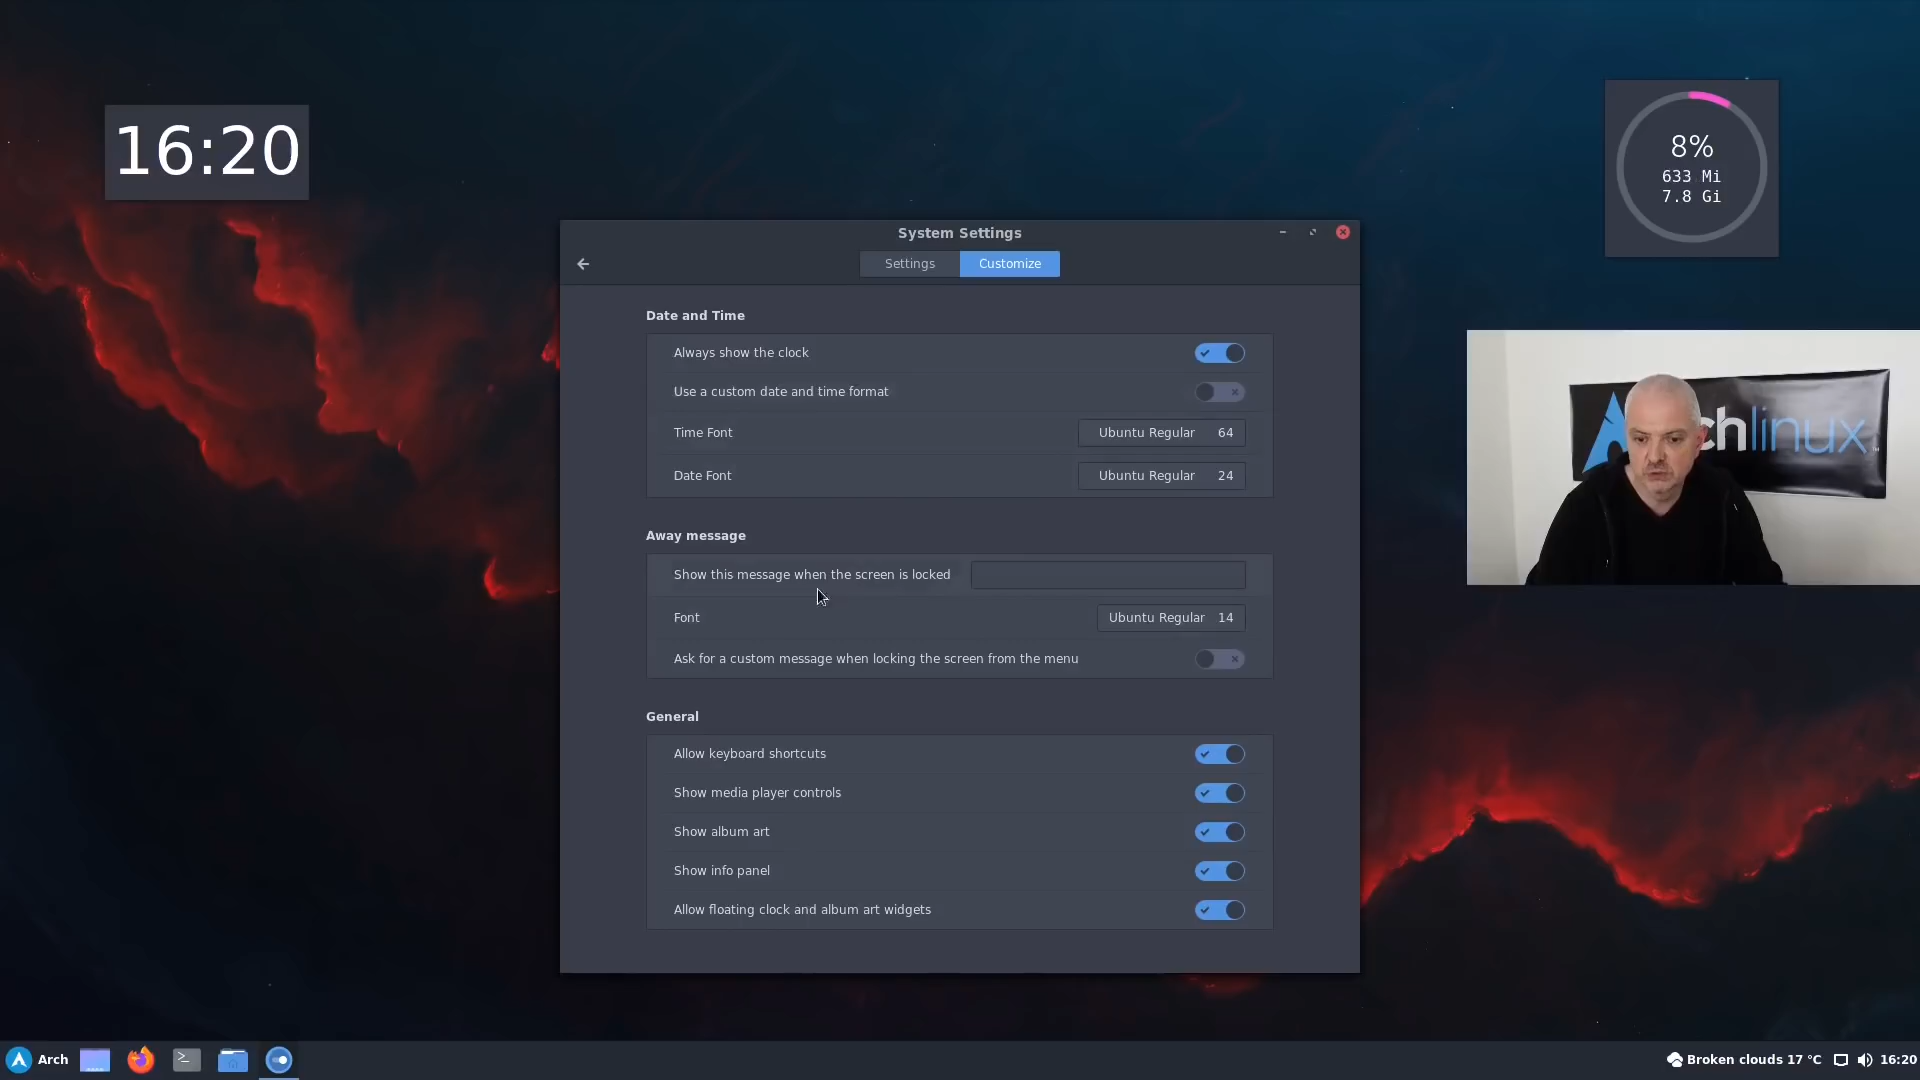 16:20
8%
633 Mi
7.8 Gi
System Settings
Settings
Customize
Date and Time
Always show the clock
Use a custom date and time format
Time Font
Ubuntu Regular 64
Date Font
Ubuntu Regular 24
Away message
Show this message when the screen is locked
Font
Ubuntu Regular 14
Ask for a custom message when locking the screen from the menu
General
Allow keyboard shortcuts
Show media player controls
Show album art
Show info panel
Allow floating clock and album art widgets
chlinux
Arch
Broken clouds 17 °C
16:20